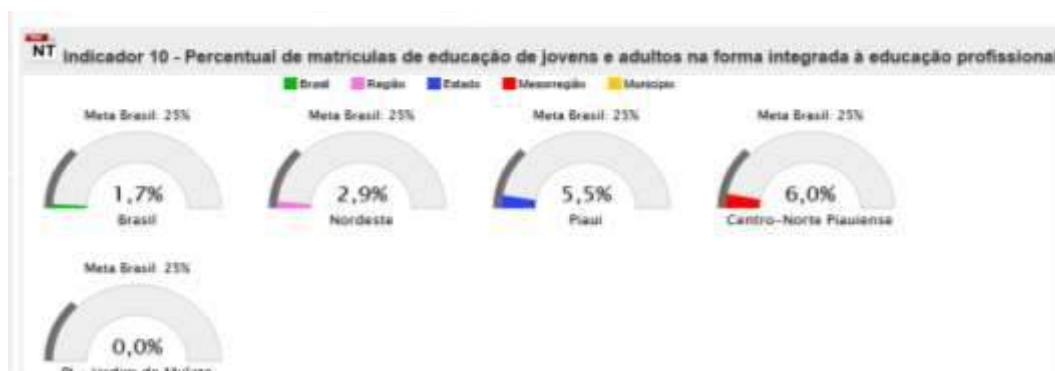 NT Indicador 10 - Percentual de matriculas de educação de jovens e adultos na forma integrada à educação profissional
Brasil Região Estado Mesorregião Município
Meta Brasil: 25% Meta Brasil: 25% Meta Brasil: 25% Meta Brasil: 25%
1,7% 2,9% 5,5% 6,0%
Brasil Nordeste Piauí Centro-Norte Piauiense
Meta Brasil: 25%
0,0%